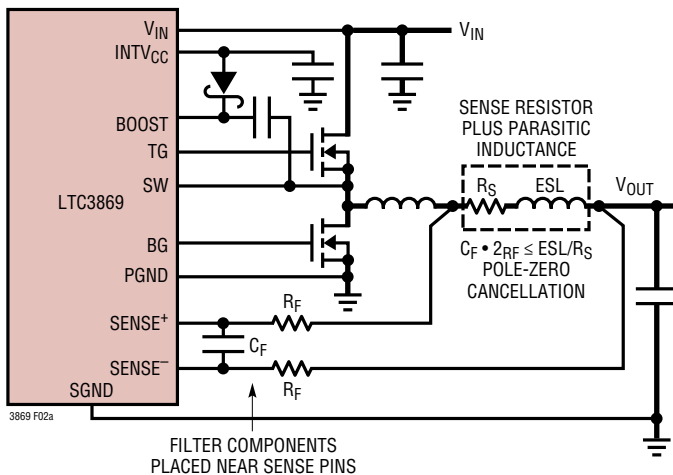 V_IN
V_IN
INTV_CC
BOOST
TG
SW
LTC3869
BG
PGND
SENSE⁺
SENSE⁻
SGND
3869 F02a
SENSE RESISTOR
PLUS PARASITIC
INDUCTANCE
R_S
ESL
V_OUT
C_F • 2_RF ≤ ESL/R_S
POLE-ZERO
CANCELLATION
R_F
C_F
R_F
FILTER COMPONENTS
PLACED NEAR SENSE PINS